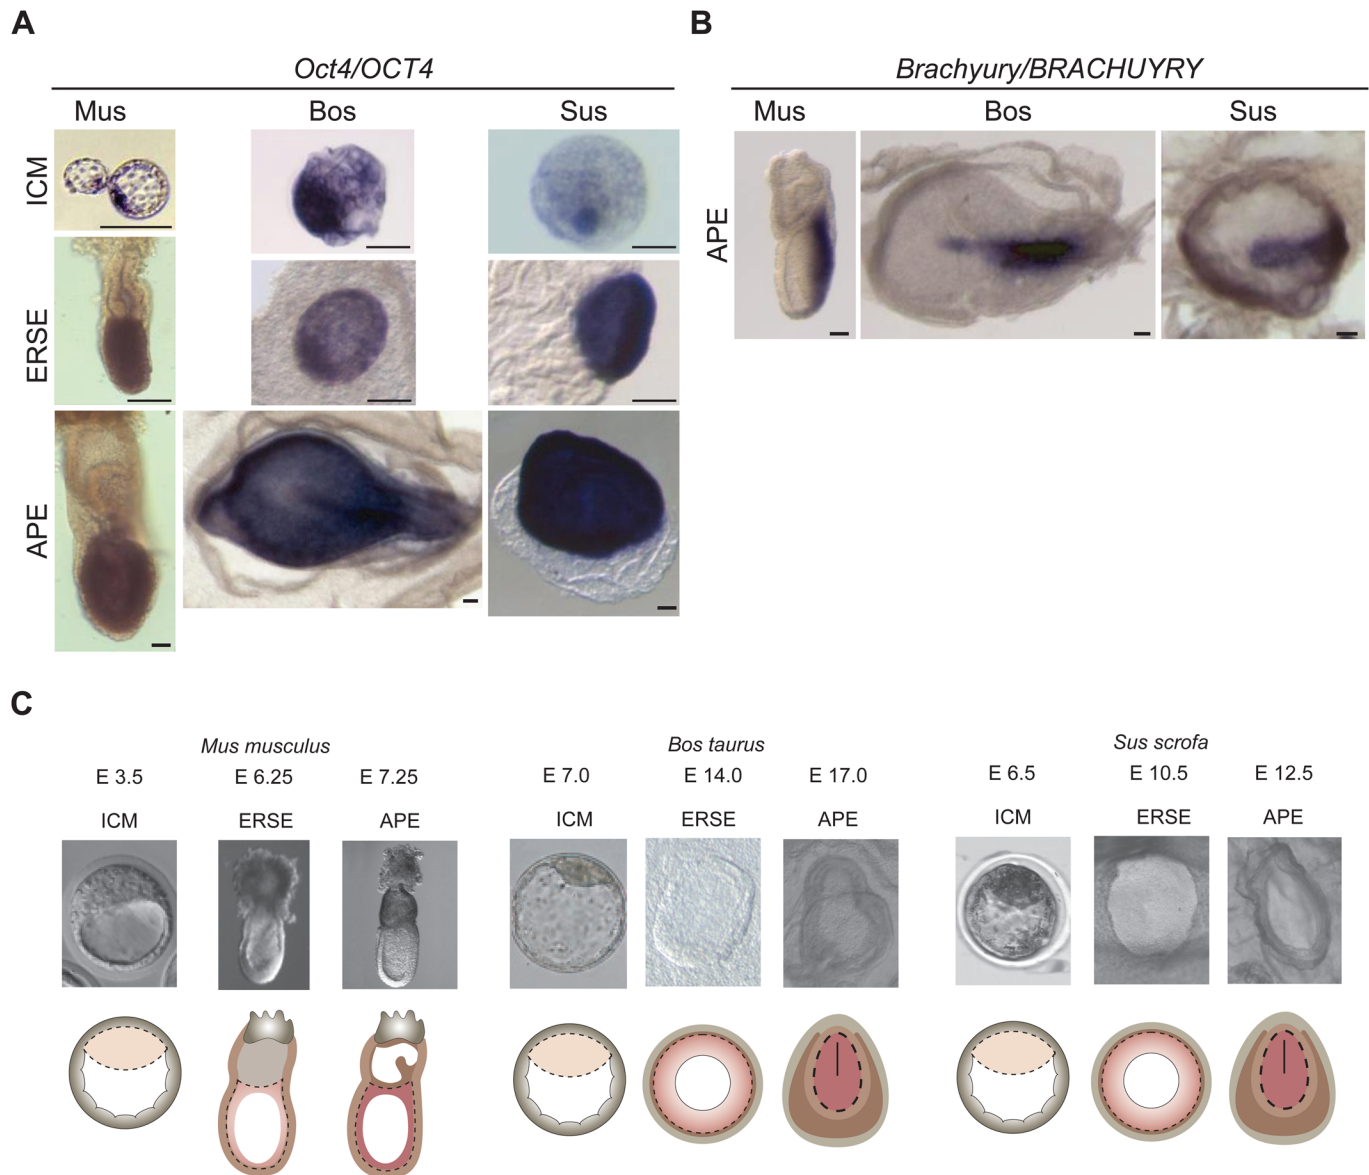 A
B
Oct4/OCT4
Brachyury/BRACHUYRY
Mus
Bos
Sus
Mus
Bos
Sus
ICM
ERSE
APE
APE
C
Mus musculus
Bos taurus
Sus scrofa
E 3.5
E 6.25
E 7.25
E 7.0
E 14.0
E 17.0
E 6.5
E 10.5
E 12.5
ICM
ERSE
APE
ICM
ERSE
APE
ICM
ERSE
APE